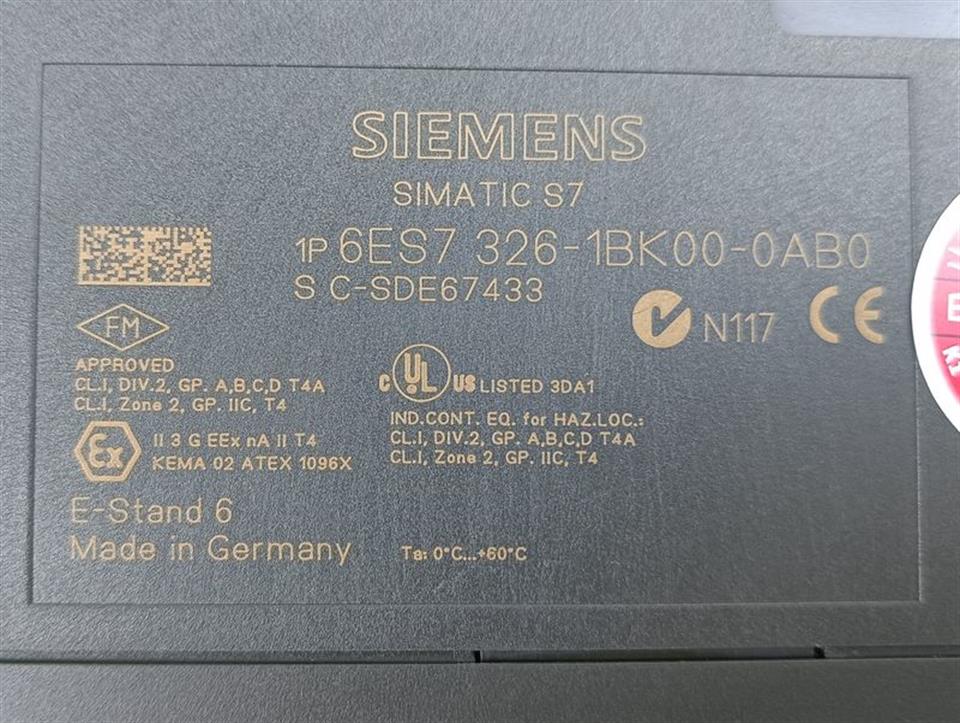 SIEMENS
SIMATIC S7
1P 6ES7 326-1BK00-0AB0
S C-SDE67433
N117 CE
FM
APPROVED
CL.I, DIV.2, GP. A,B,C,D T4A
CL.I, Zone 2, GP. IIC, T4
C UL US LISTED 3DA1
IND.CONT. EQ. for HAZ.LOC.:
CL.I, DIV.2, GP. A,B,C,D T4A
CL.I, Zone 2, GP. IIC, T4
Ex
II 3 G EEx nA II T4
KEMA 02 ATEX 1096X
E-Stand 6
Made in Germany
Ta: 0°C...+60°C